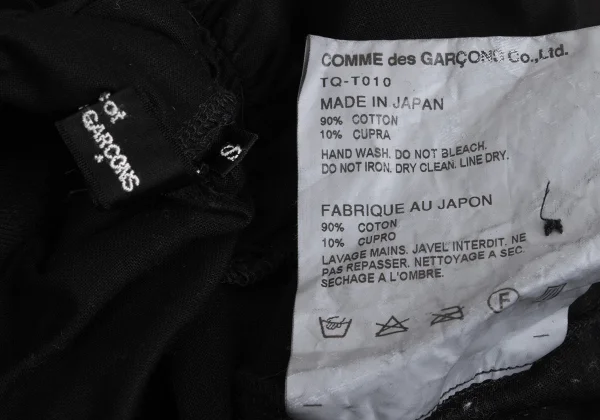 COMME des GARÇONS Co.,Ltd.
TQ-T010
MADE IN JAPAN
90% COTTON
10% CUPRA
HAND WASH. DO NOT BLEACH.
DO NOT IRON. DRY CLEAN. LINE DRY.
FABRIQUE AU JAPON
90% COTON
10% CUPRO
LAVAGE MAINS. JAVEL INTERDIT. NE
PAS REPASSER. NETTOYAGE A SEC.
SECHAGE A L'OMBRE.
F
GARÇONS
S